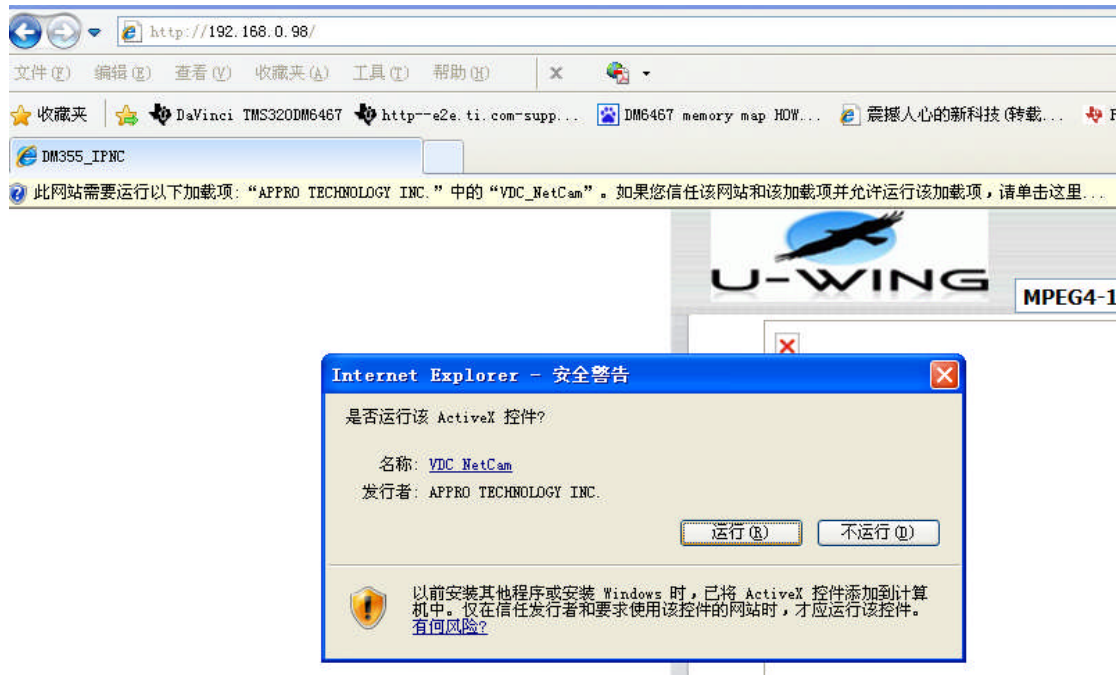 http://192.168.0.98/
文件(F) 编辑(E) 查看(V) 收藏夹(A) 工具(T) 帮助(H)
收藏夹 DaVinci TMS320DM6467 http--e2e.ti.com-supp... DM6467 memory map HOW... 震撼人心的新科技(转载...
DM355_IPNC
此网站需要运行以下加载项: “APPRO TECHNOLOGY INC.”中的“VDC_NetCam”。如果您信任该网站和该加载项并允许运行该加载项，请单击这里...
U-WING
MPEG4-1
Internet Explorer - 安全警告
是否运行该 ActiveX 控件?
名称: VDC NetCam
发行者: APPRO TECHNOLOGY INC.
运行(R) 不运行(D)
以前安装其他程序或安装 Windows 时，已将 ActiveX 控件添加到计算
机中。仅在信任发行者和要求使用该控件的网站时，才应运行该控件。
有何风险?